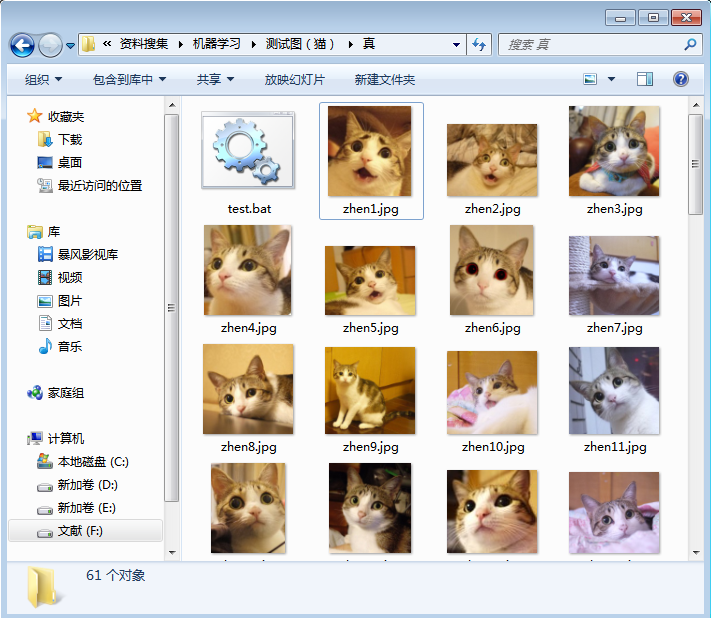 « 资料搜集 ▸ 机器学习 ▸ 测试图（猫） ▸ 真
搜索 真
组织 包含到库中 共享 放映幻灯片 新建文件夹
收藏夹
下载
桌面
最近访问的位置
库
暴风影视库
视频
图片
文档
音乐
家庭组
计算机
本地磁盘 (C:)
新加卷 (D:)
新加卷 (E:)
文献 (F:)
test.bat zhen1.jpg zhen2.jpg zhen3.jpg
zhen4.jpg zhen5.jpg zhen6.jpg zhen7.jpg
zhen8.jpg zhen9.jpg zhen10.jpg zhen11.jpg
61 个对象